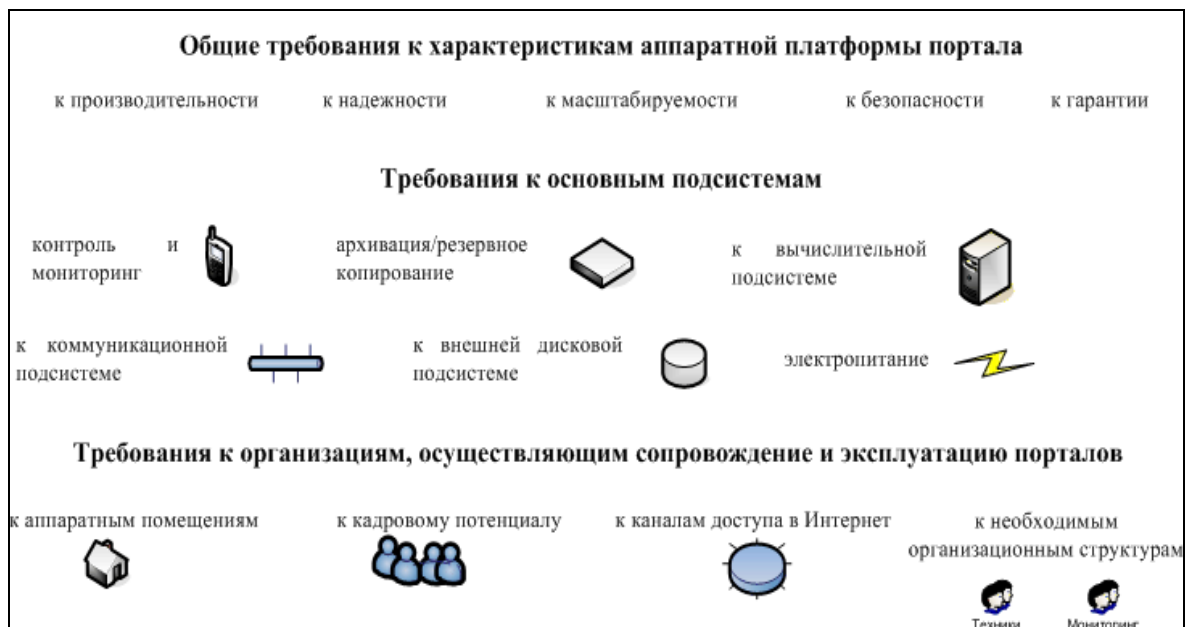 Общие требования к характеристикам аппаратной платформы портала
к производительности к надежности к масштабируемости к безопасности к гарантии
Требования к основным подсистемам
контроль и
мониторинг
архивация/резервное
копирование
к вычислительной
подсистеме
к коммуникационной
подсистеме
к внешней дисковой
подсистеме
электропитание
Требования к организациям, осуществляющим сопровождение и эксплуатацию порталов
к аппаратным помещениям
к кадровому потенциалу
к каналам доступа в Интернет
к необходимым
организационным структурам
Техники Мониторинг